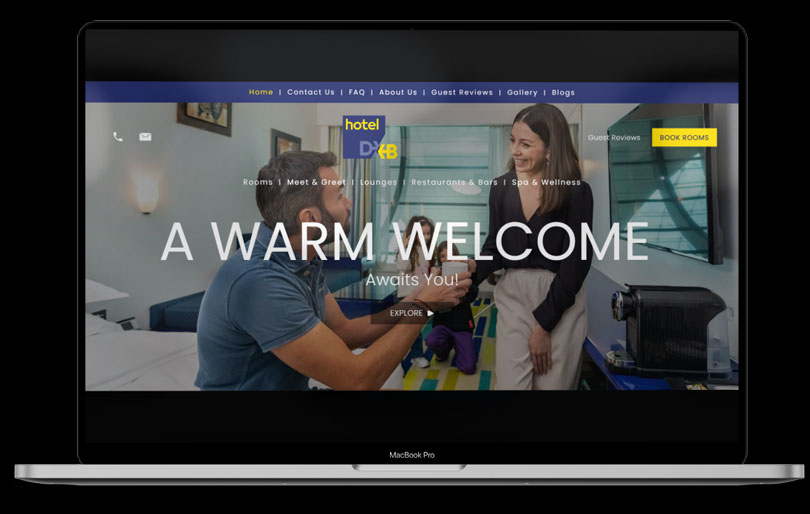 Home | Contact Us | FAQ | About Us | Guest Reviews | Gallery | Blogs
hotel
DXB
Guest Reviews
BOOK ROOMS
Rooms | Meet & Greet | Lounges | Restaurants & Bars | Spa & Wellness
A WARM WELCOME
Awaits You!
EXPLORE
MacBook Pro